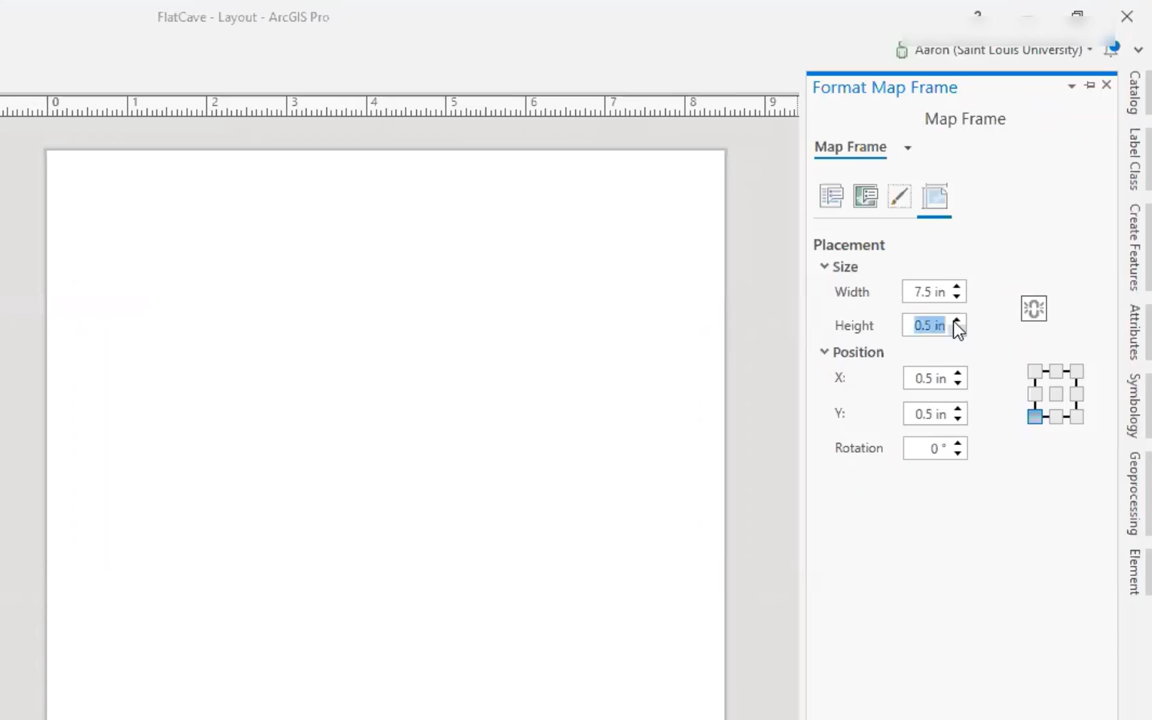 FlatCave - Layout - ArcGIS Pro
?
Aaron (Saint Louis University)
0 1 2 3 4 5 6 7 8 9
Format Map Frame
Map Frame
Map Frame
Placement
Size
Width 7.5 in
Height 0.5 in
Position
X: 0.5 in
Y: 0.5 in
Rotation 0 °
Catalog
Label Class
Create Features
Attributes
Symbology
Geoprocessing
Element